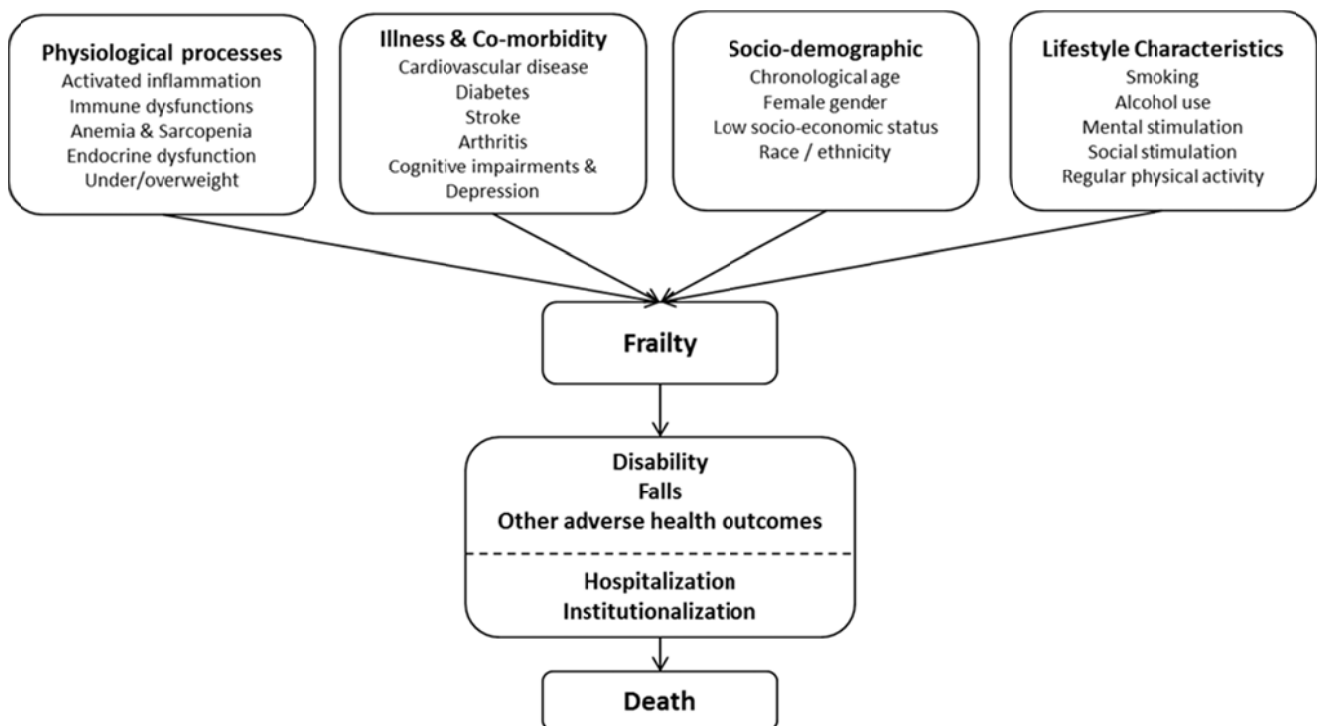 Physiological processes
Activated inflammation
Immune dysfunctions
Anemia & Sarcopenia
Endocrine dysfunction
Under/overweight
Illness & Co-morbidity
Cardiovascular disease
Diabetes
Stroke
Arthritis
Cognitive impairments &
Depression
Socio-demographic
Chronological age
Female gender
Low socio-economic status
Race / ethnicity
Lifestyle Characteristics
Smoking
Alcohol use
Mental stimulation
Social stimulation
Regular physical activity
Frailty
Disability
Falls
Other adverse health outcomes
Hospitalization
Institutionalization
Death